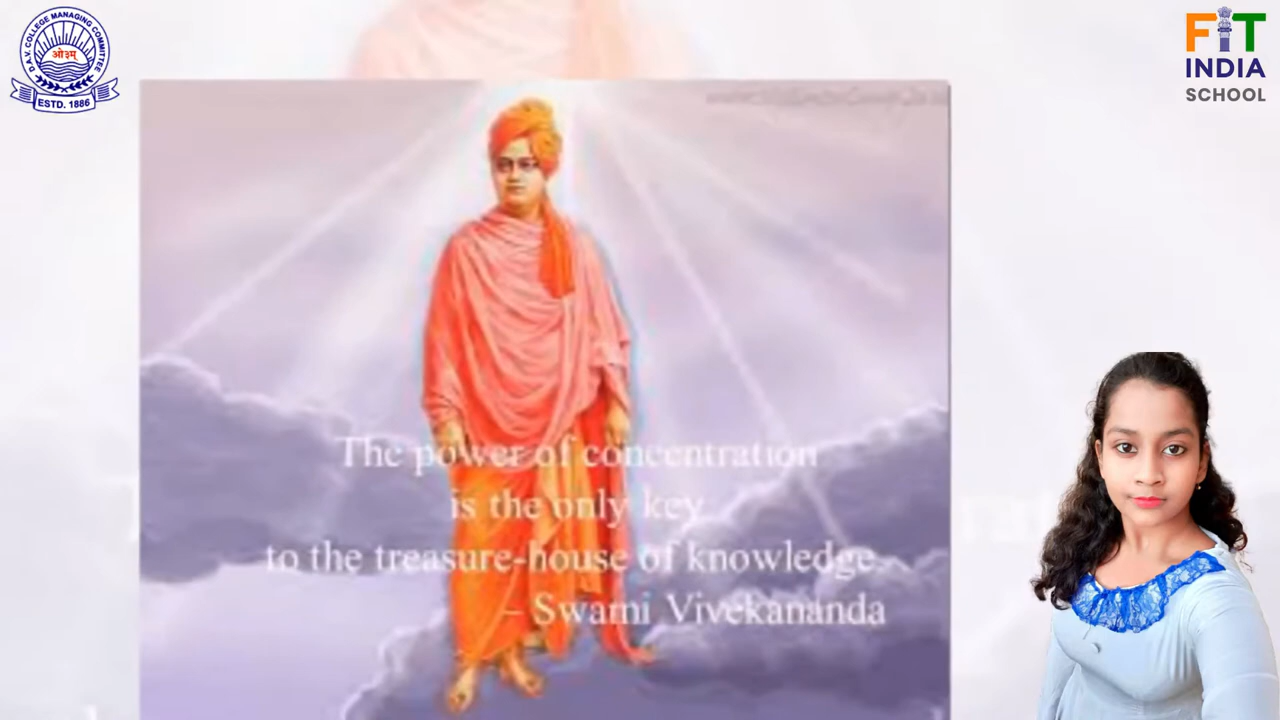 D.A.V. COLLEGE MANAGING COMMITTEE
ओ३म्
ESTD. 1886
FIT
INDIA
SCHOOL
The power of concentration
is the only key
to the treasure-house of knowledge.
– Swami Vivekananda